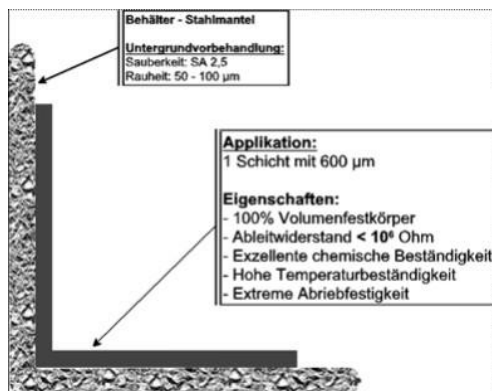 Behälter - Stahlmantel
Untergrundvorbehandlung:
Sauberkeit: SA 2,5
Rauheit: 50 - 100 µm
Applikation:
1 Schicht mit 600 µm
Eigenschaften:
- 100% Volumenfestkörper
- Ableitwiderstand < 10⁶ Ohm
- Exzellente chemische Beständigkeit
- Hohe Temperaturbeständigkeit
- Extreme Abriebfestigkeit